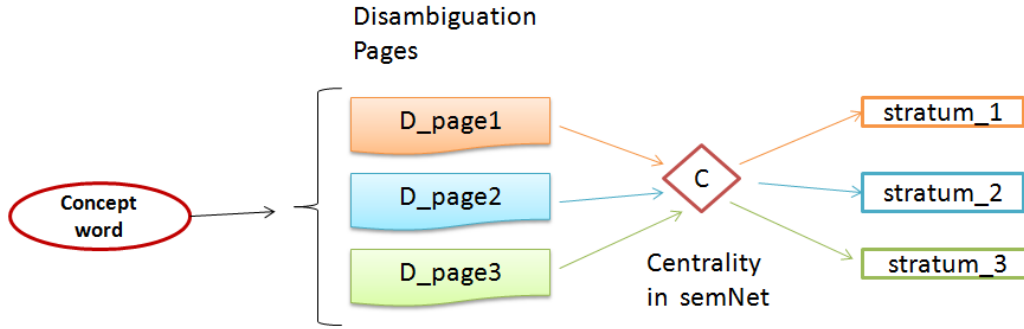 Disambiguation
Pages
Concept
word
D_page1
D_page2
D_page3
C
Centrality
in semNet
stratum_1
stratum_2
stratum_3